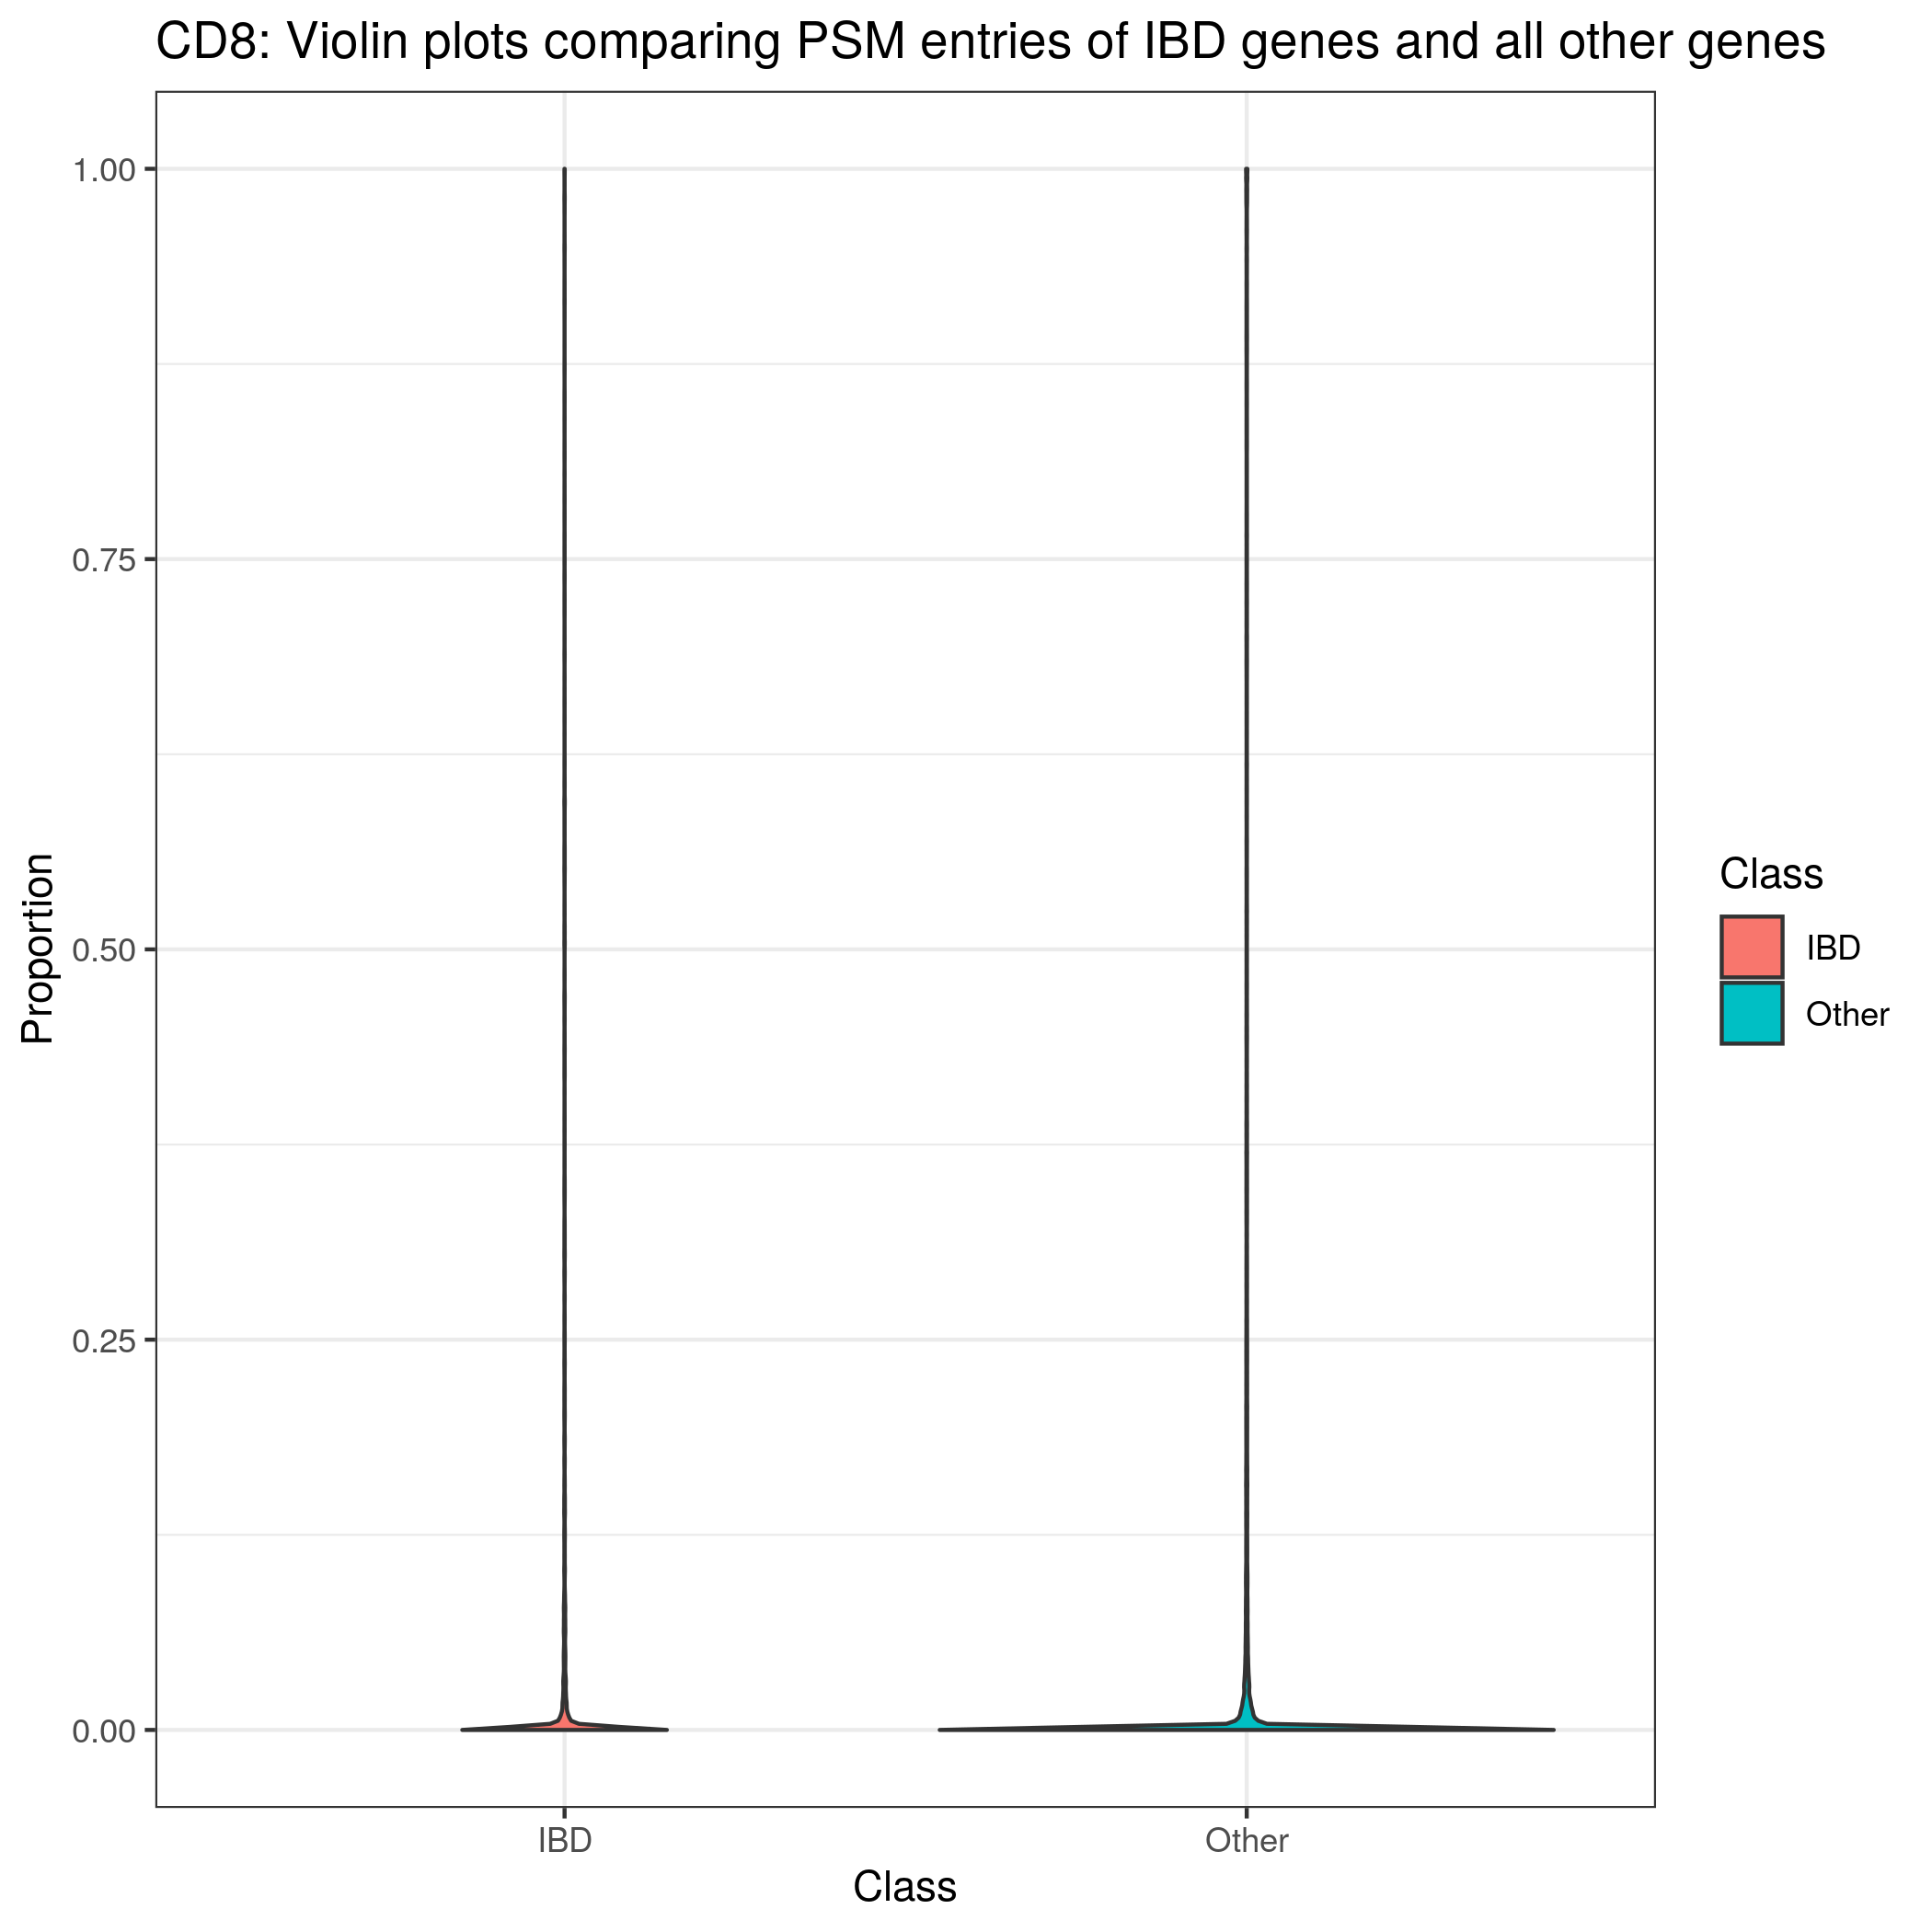 CD8: Violin plots comparing PSM entries of IBD genes and all other genes
1.00
0.75
0.50
0.25
0.00
Proportion
IBD
Other
Class
Class
IBD
Other